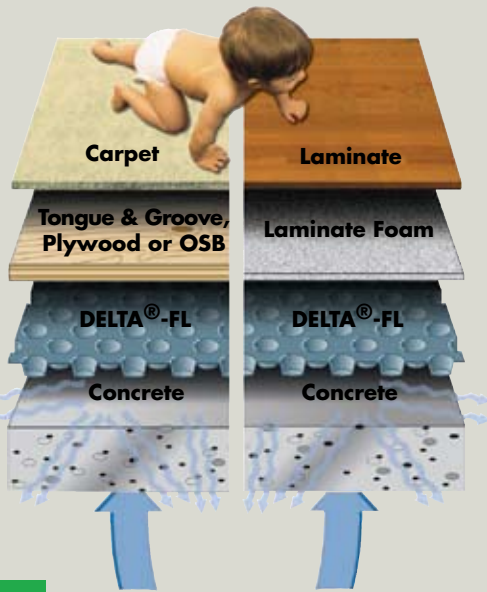 Carpet
Tongue & Groove,
Plywood or OSB
DELTA®-FL
Concrete
Laminate
Laminate Foam
DELTA®-FL
Concrete